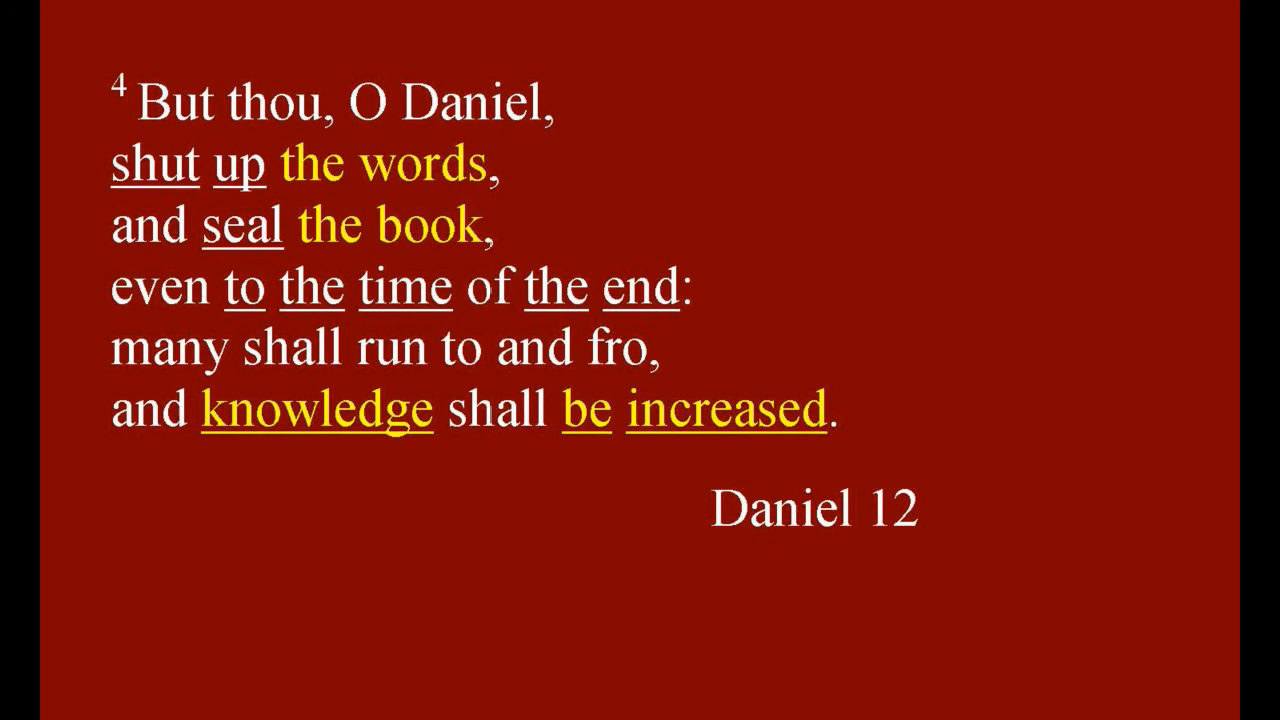 4 But thou, O Daniel,
shut up the words,
and seal the book,
even to the time of the end:
many shall run to and fro,
and knowledge shall be increased.
Daniel 12